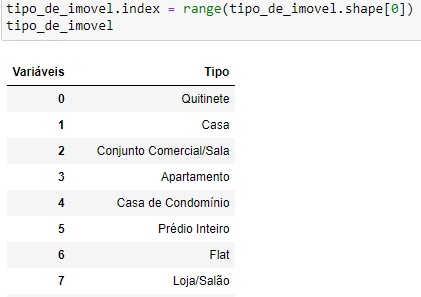 tipo_de_imovel.index = range(tipo_de_imovel.shape[0])
tipo_de_imovel
Variáveis Tipo
0 Quitinete
1 Casa
2 Conjunto Comercial/Sala
3 Apartamento
4 Casa de Condomínio
5 Prédio Inteiro
6 Flat
7 Loja/Salão